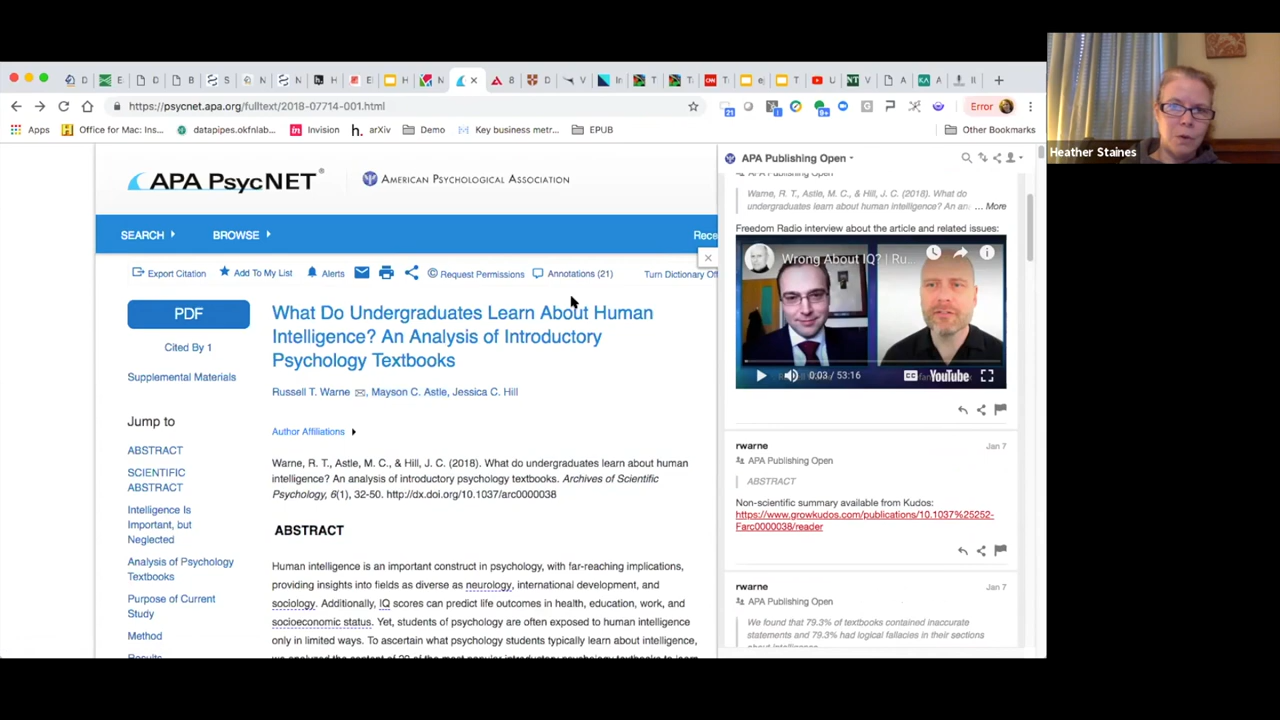 https://psycnet.apa.org/fulltext/2018-07714-001.html
Error
Apps
Office for Mac: Ins...
datapipes.okfnlab...
Invision
arXiv
Demo
Key business metr...
EPUB
Other Bookmarks
Heather Staines
APA PsycNET®
AMERICAN PSYCHOLOGICAL ASSOCIATION
SEARCH
BROWSE
Rece
Export Citation
Add To My List
Alerts
Request Permissions
Annotations (21)
Turn Dictionary Of
PDF
Cited By 1
Supplemental Materials
Jump to
ABSTRACT
SCIENTIFIC
ABSTRACT
Intelligence Is
Important, but
Neglected
Analysis of Psychology
Textbooks
Purpose of Current
Study
Method
What Do Undergraduates Learn About Human
Intelligence? An Analysis of Introductory
Psychology Textbooks
Russell T. Warne, Mayson C. Astle, Jessica C. Hill
Author Affiliations
Warne, R. T., Astle, M. C., & Hill, J. C. (2018). What do undergraduates learn about human
intelligence? An analysis of introductory psychology textbooks. Archives of Scientific
Psychology, 6(1), 32-50. http://dx.doi.org/10.1037/arc0000038
ABSTRACT
Human intelligence is an important construct in psychology, with far-reaching implications,
providing insights into fields as diverse as neurology, international development, and
sociology. Additionally, IQ scores can predict life outcomes in health, education, work, and
socioeconomic status. Yet, students of psychology are often exposed to human intelligence
only in limited ways. To ascertain what psychology students typically learn about intelligence,
APA Publishing Open
APA Publishing Open
Warne, R. T., Astle, M. C., & Hill, J. C. (2018). What do
undergraduates learn about human intelligence? An an
... More
Freedom Radio interview about the article and related issues:
Wrong About IQ? | Ru
0:03 / 53:16
CC
YouTube
rwarne
Jan 7
APA Publishing Open
ABSTRACT
Non-scientific summary available from Kudos:
https://www.growkudos.com/publications/10.1037%25252-
Farc0000038/reader
rwarne
Jan 7
APA Publishing Open
We found that 79.3% of textbooks contained inaccurate
statements and 79.3% had logical fallacies in their sections
about intelligence.